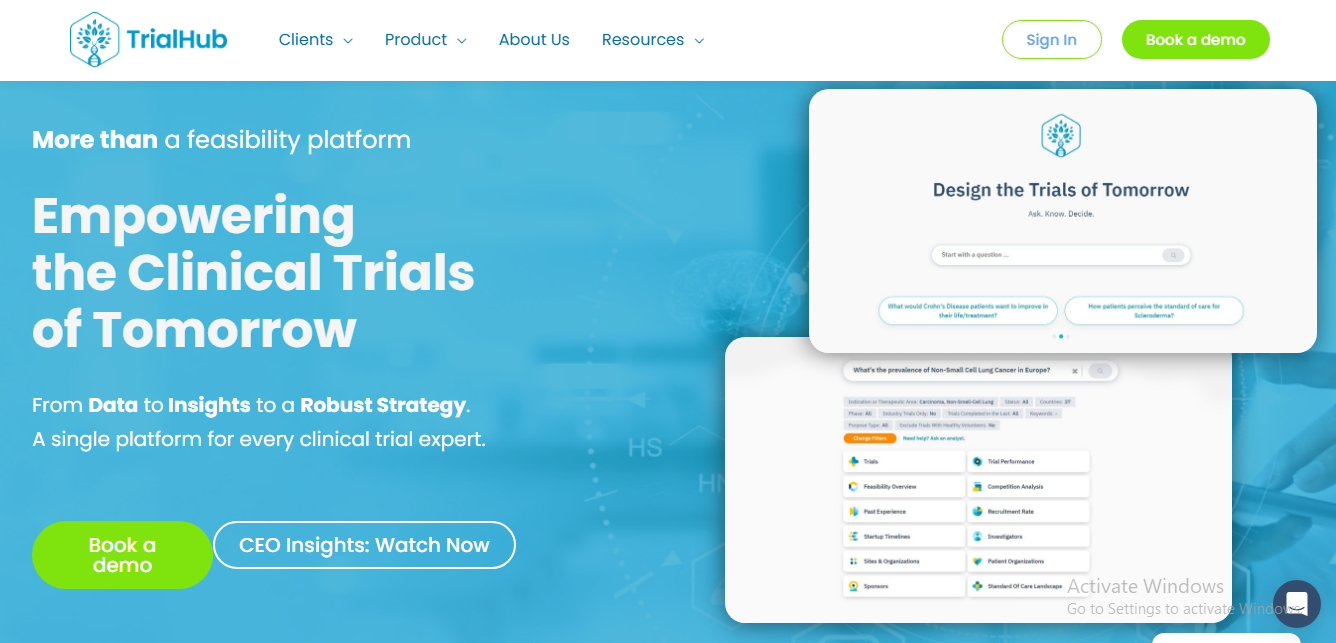 TrialHub
Clients
Product
About Us
Resources
Sign In
Book a demo
More than a feasibility platform
Empowering
the Clinical Trials
of Tomorrow
From Data to Insights to a Robust Strategy.
A single platform for every clinical trial expert.
Book a
demo
CEO Insights: Watch Now
Design the Trials of Tomorrow
Ask. Know. Decide.
Start with a question ...
What would Crohn's Disease patients want to improve in
their life/treatment?
How patients perceive the standard of care for
Scleroderma?
What's the prevalence of Non-Small Cell Lung Cancer in Europe?
Indication or Therapeutic Area: Carcinoma, Non-Small-Cell Lung Status: All Countries: 27
Phase: All Industry Trials Only: No Trials Completed in the Last: All Keywords: -
Purpose Type: All Exclude Trials With Healthy Volunteers: No
Change Filters Need help? Ask an analyst.
Trials
Trial Performance
Feasibility Overview
Competition Analysis
Past Experience
Recruitment Rate
Startup Timelines
Investigators
Sites & Organizations
Patient Organizations
Sponsors
Standard Of Care Landscape
HS
HN
Activate Windows
Go to Settings to activate Windows.